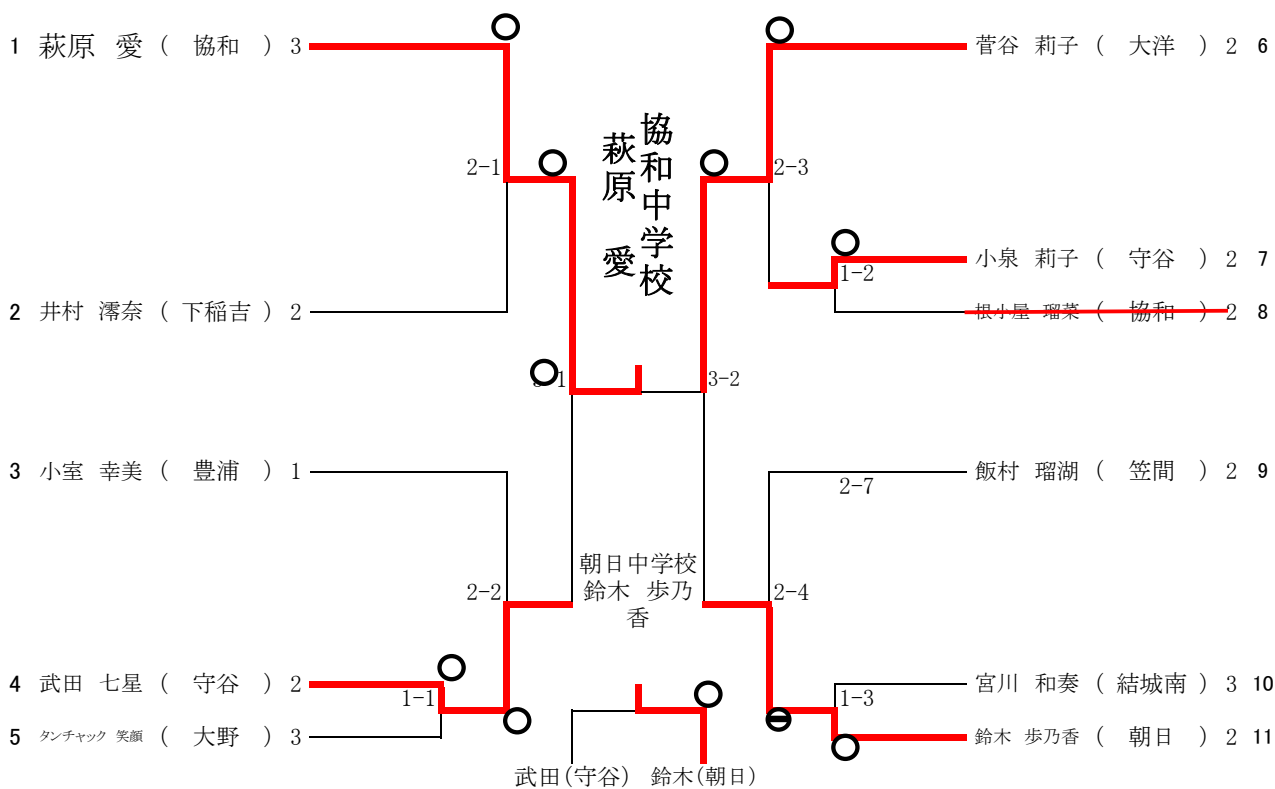 1 萩原 愛 ( 協和 ) 3
2 井村 澪奈 ( 下稲吉 ) 2
3 小室 幸美 ( 豊浦 ) 1
4 武田 七星 ( 守谷 ) 2
5 タンチャック 笑顔 ( 大野 ) 3
2-1
2-2
1-1
協和中学校
萩原 愛
3-2
朝日中学校
鈴木 歩乃
香
武田(守谷) 鈴木(朝日)
2-3
1-2
2-7
2-4
1-3
菅谷 莉子 ( 大洋 ) 2 6
小泉 莉子 ( 守谷 ) 2 7
根小屋 瑠菜 ( 協和 ) 2 8
飯村 瑠湖 ( 笠間 ) 2 9
宮川 和奏 ( 結城南 ) 3 10
鈴木 歩乃香 ( 朝日 ) 2 11